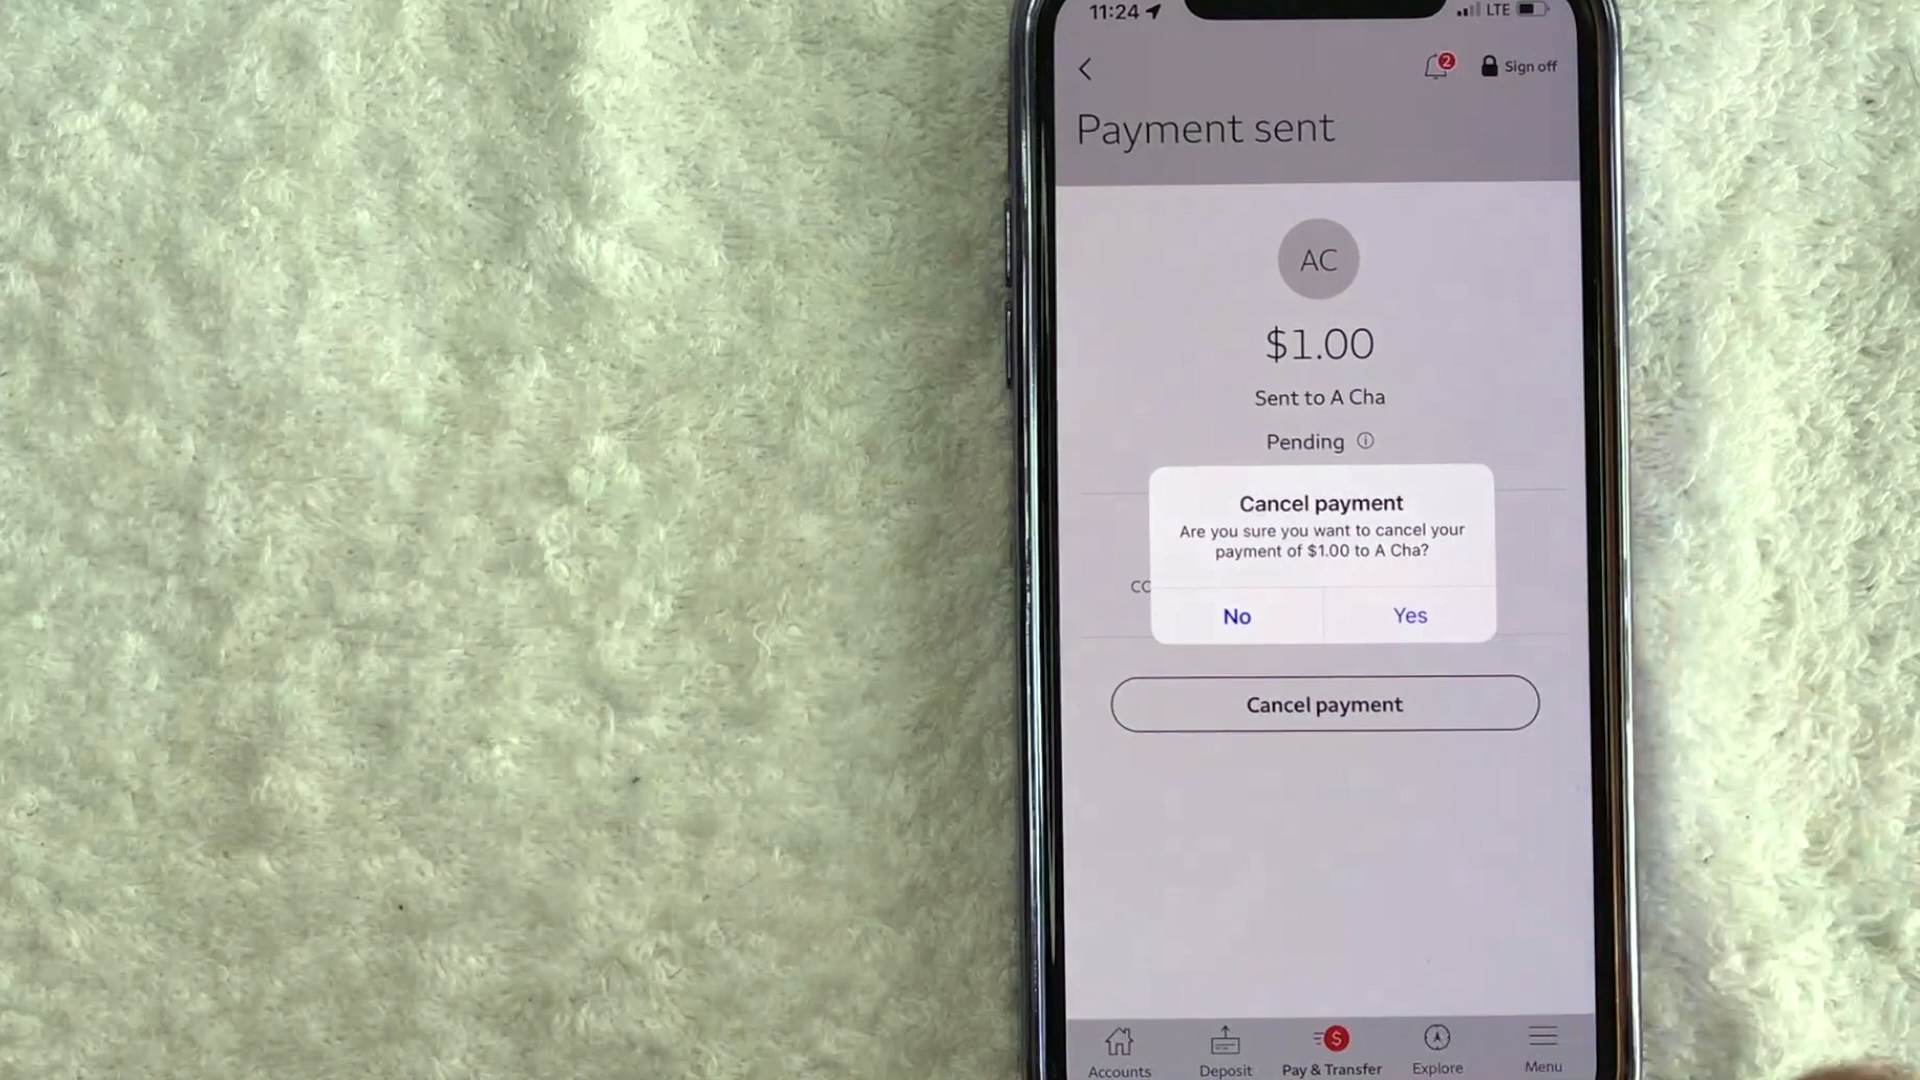 11:24
LTE
2
Sign off
Payment sent
AC
$1.00
Sent to A Cha
Pending
Cancel payment
Are you sure you want to cancel your
payment of $1.00 to A Cha?
No
Yes
Cancel payment
$
Accounts
Deposit
Pay & Transfer
Explore
Menu